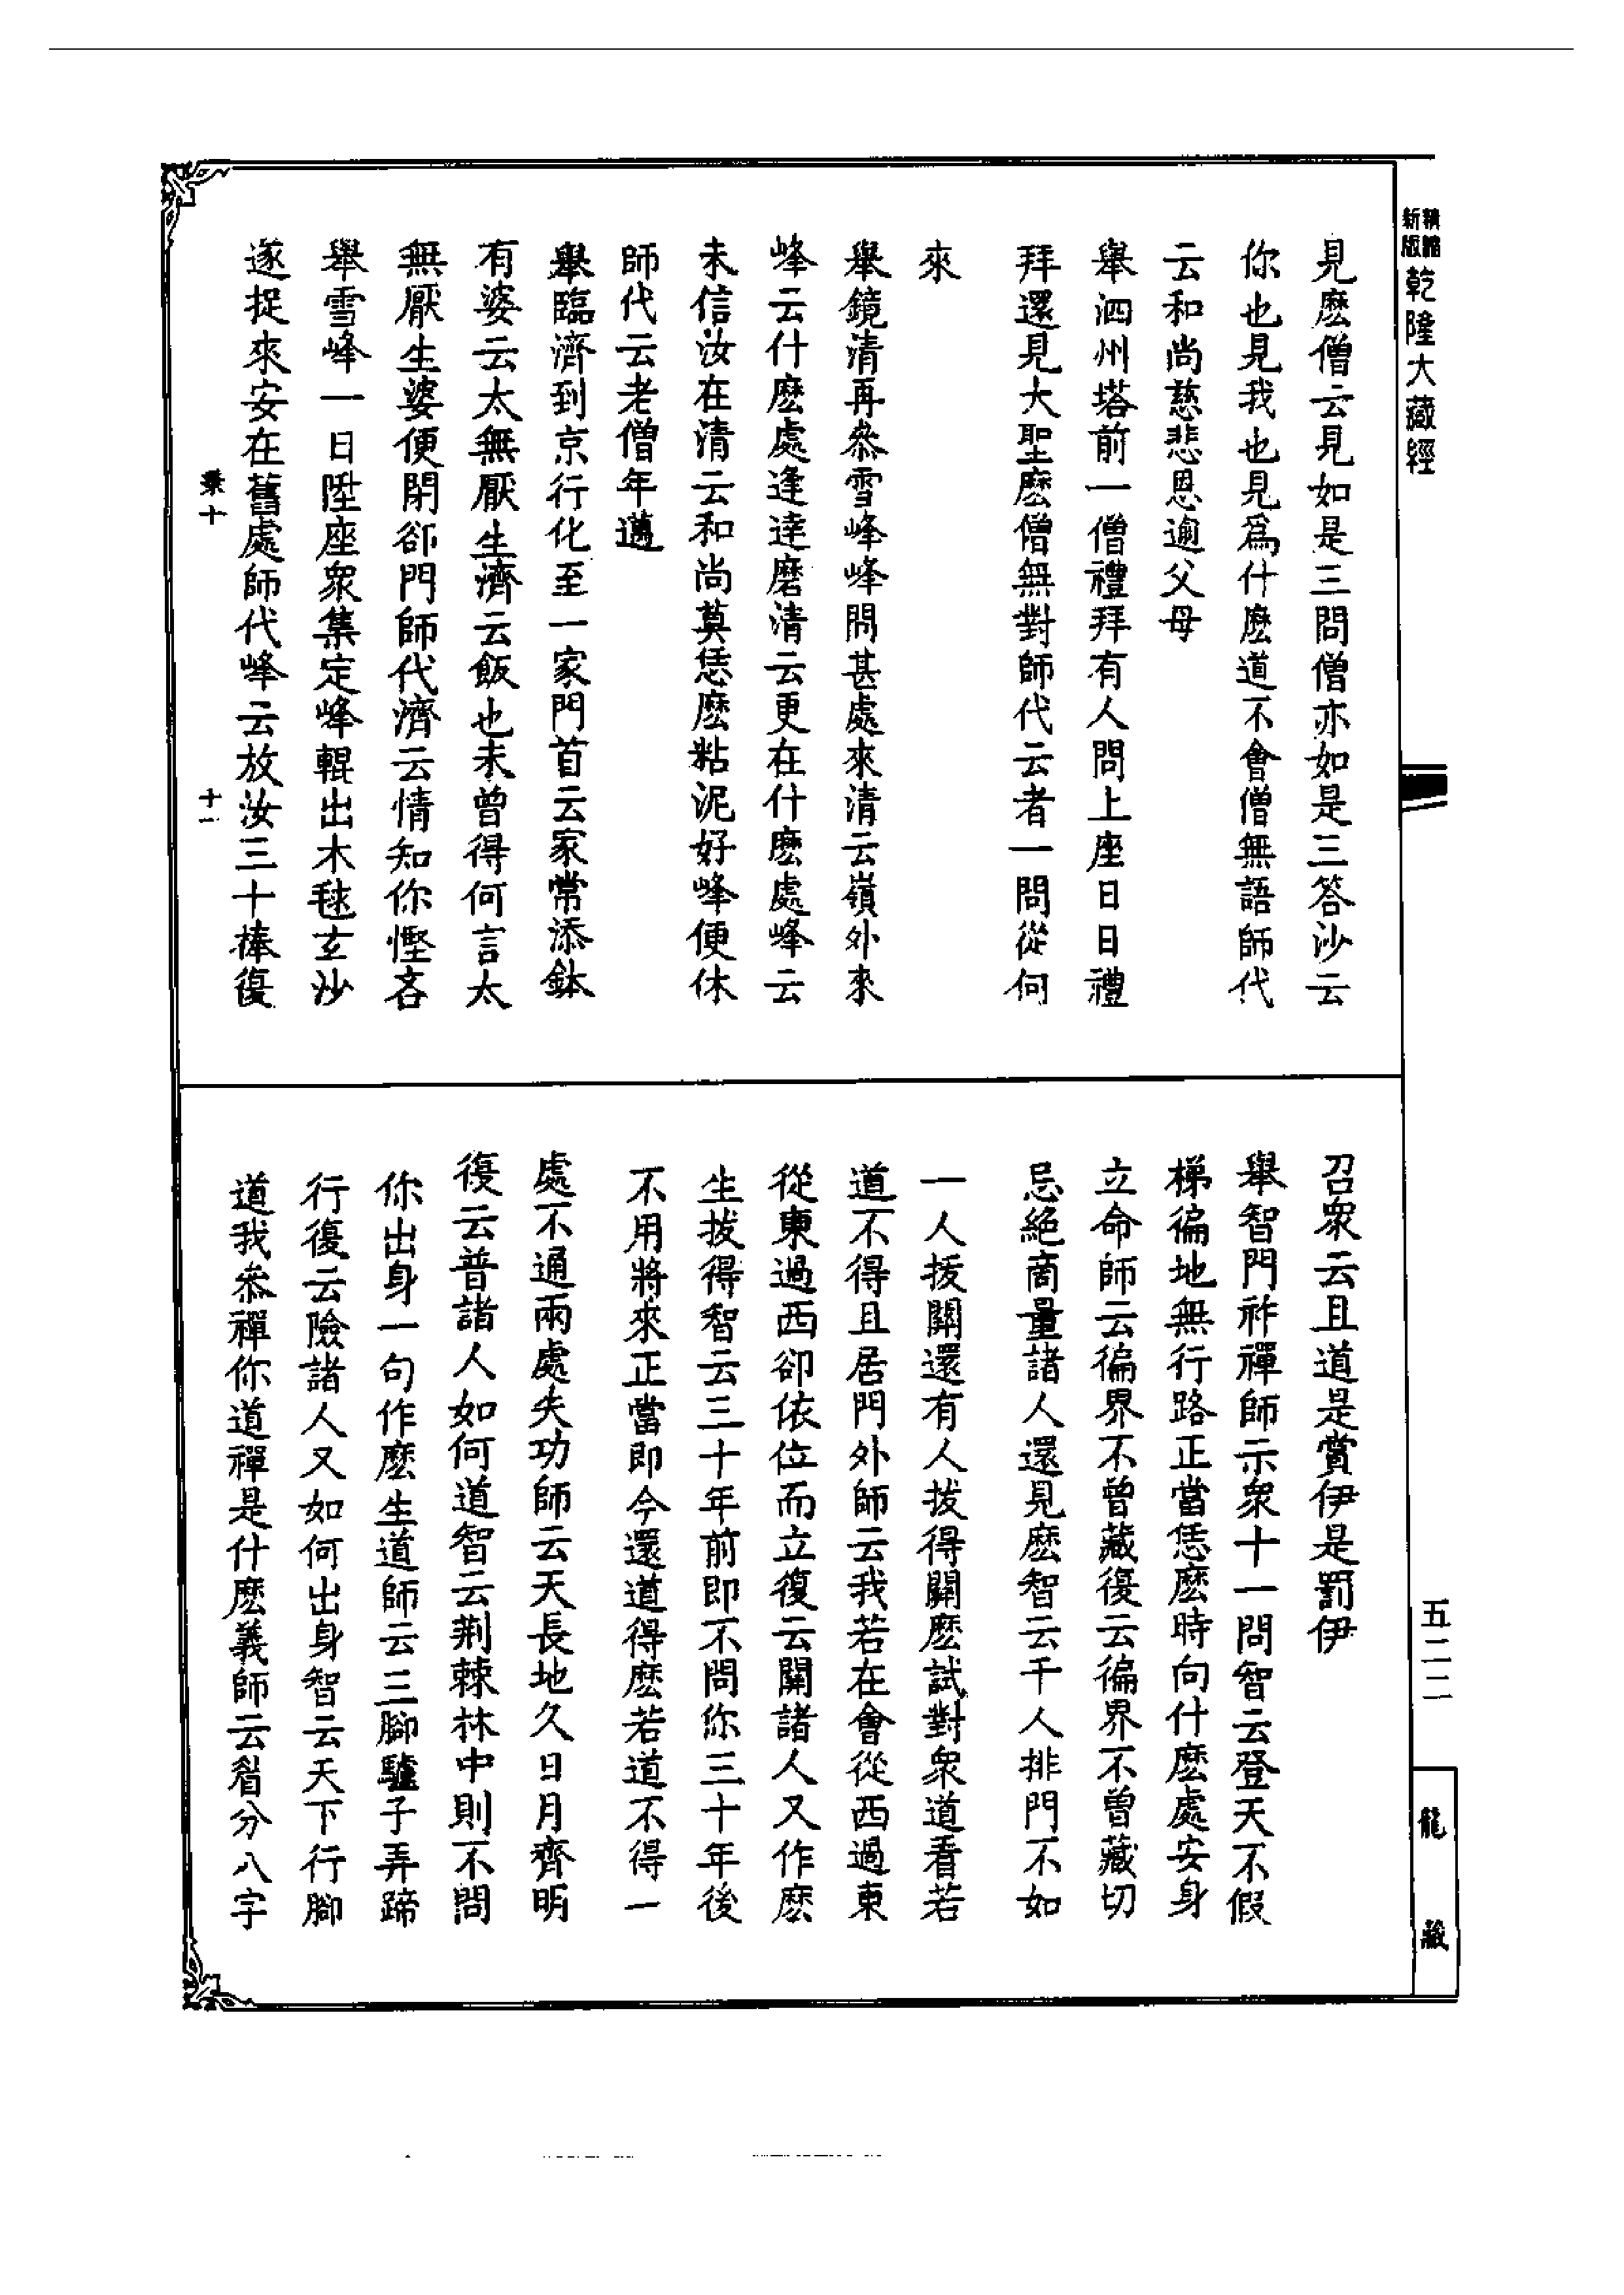 精縮新版乾隆大藏經
見麽僧云見如是三問僧亦如是三答沙云
你也見我也見爲什麽道不會僧無語師代
云和尚慈悲恩逾父母
舉泗州塔前一僧禮拜有人問上座日日禮
拜還見大聖麽僧無對師代云者一問從何
來
舉鏡清再叅雪峰峰問甚處來清云嶺外來
峰云什麽處逢達磨清云更在什麽處峰云
未信汝在清云和尚莫恁麽粘泥好峰便休
師代云老僧年邁
舉臨濟到京行化至一家門首云家常添鉢
有婆云太無厭生濟云飯也未曾得何言太
無厭生婆便閉卻門師代濟云情知你慳吝
舉雪峰一日陞座衆集定峰輥出木毬玄沙
遂捉來安在舊處師代峰云放汝三十棒復
十一
召衆云且道是賞伊是罰伊
舉智門祚禪師示衆十一問智云登天不假
梯徧地無行路正當恁麽時向什麽處安身
立命師云徧界不曾藏復云徧界不曾藏切
忌絶商量諸人還見麽智云千人排門不如
一人拔關還有人拔得關麽試對衆道看若
道不得且居門外師云我若在會從西過東
從東過西卻依位而立復云關諸人又作麽
生拔得智云三十年前即不問你三十年後
不用將來正當即今還道得麽若道不得一
處不通兩處失功師云天長地久日月齊明
復云普諸人如何道智云荆棘林中則不問
你出身一句作麽生道師云三腳驢子弄蹄
行復云險諸人又如何出身智云天下行腳
道我叅禪你道禪是什麽義師云眉分八字
五二二
龍藏